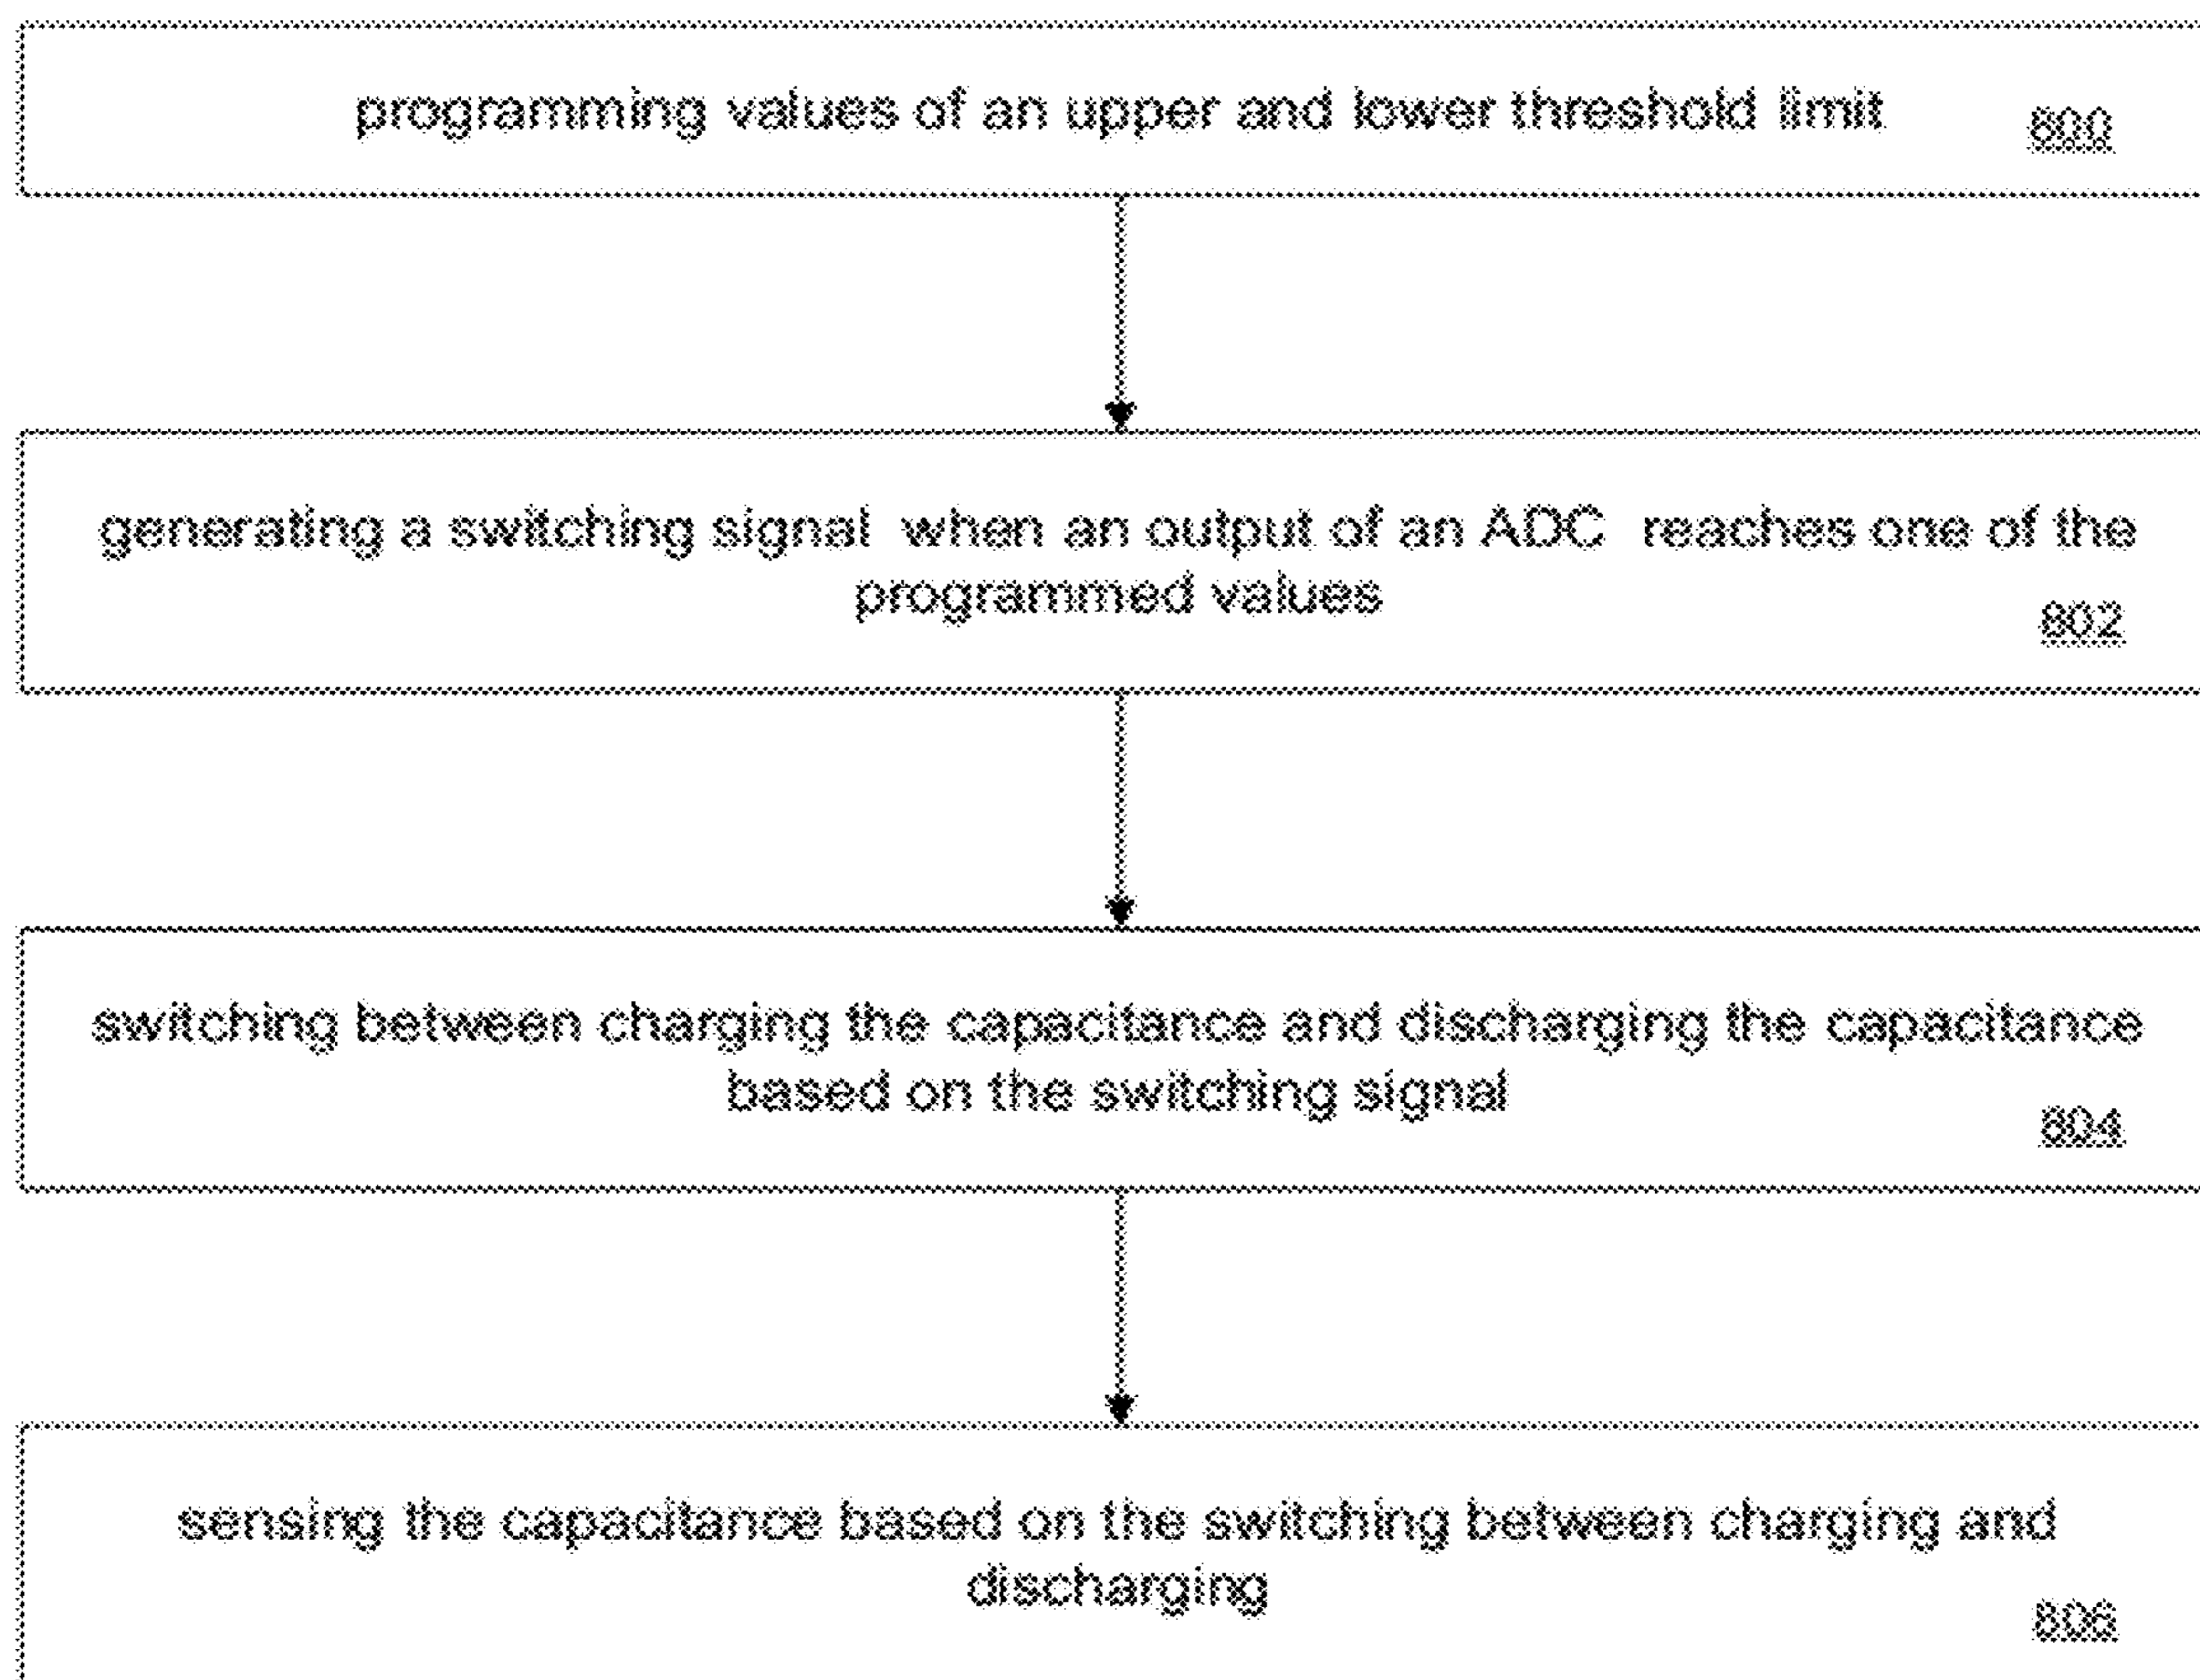 programming values of an upper and lower threshold limit
800
generating a switching signal when an output of an ADC reaches one of the
programmed values
802
switching between charging the capacitance and discharging the capacitance
based on the switching signal
804
sensing the capacitance based on the switching between charging and
discharging
806